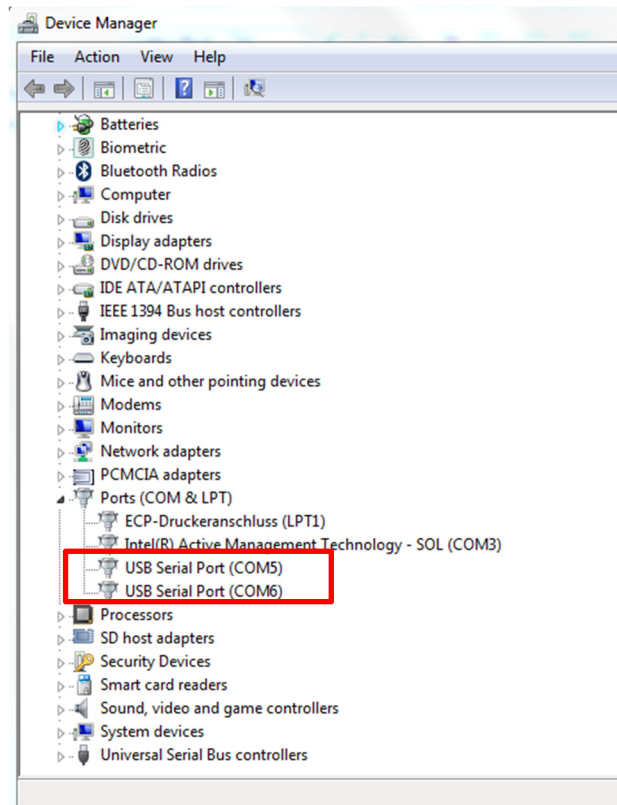 Device Manager
File Action View Help
Batteries
Biometric
Bluetooth Radios
Computer
Disk drives
Display adapters
DVD/CD-ROM drives
IDE ATA/ATAPI controllers
IEEE 1394 Bus host controllers
Imaging devices
Keyboards
Mice and other pointing devices
Modems
Monitors
Network adapters
PCMCIA adapters
Ports (COM & LPT)
ECP-Druckeranschluss (LPT1)
Intel(R) Active Management Technology - SOL (COM3)
USB Serial Port (COM5)
USB Serial Port (COM6)
Processors
SD host adapters
Security Devices
Smart card readers
Sound, video and game controllers
System devices
Universal Serial Bus controllers